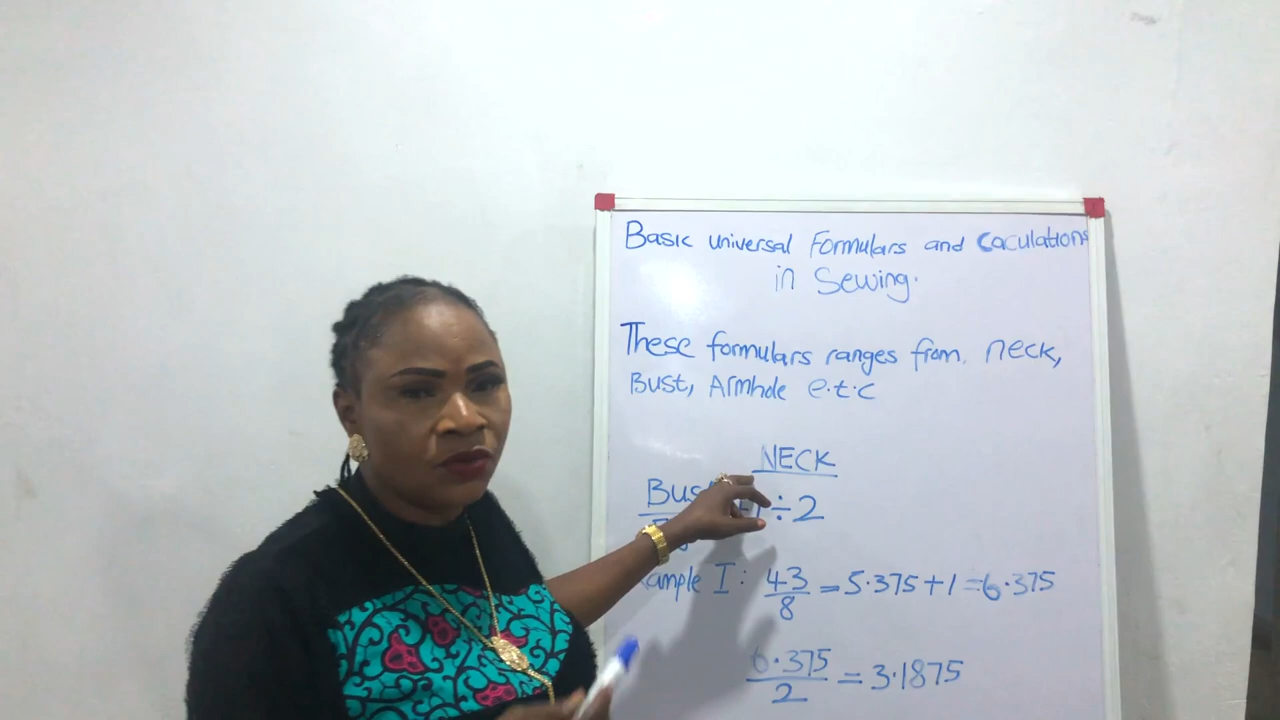 Basic universal Formulars and Caculations
in Sewing.
These formulars ranges from. neck,
Bust, Armhole e.t.c
NECK
+1÷2
I: 43/8 = 5.375+1 = 6.375
6.375/2 = 3.1875